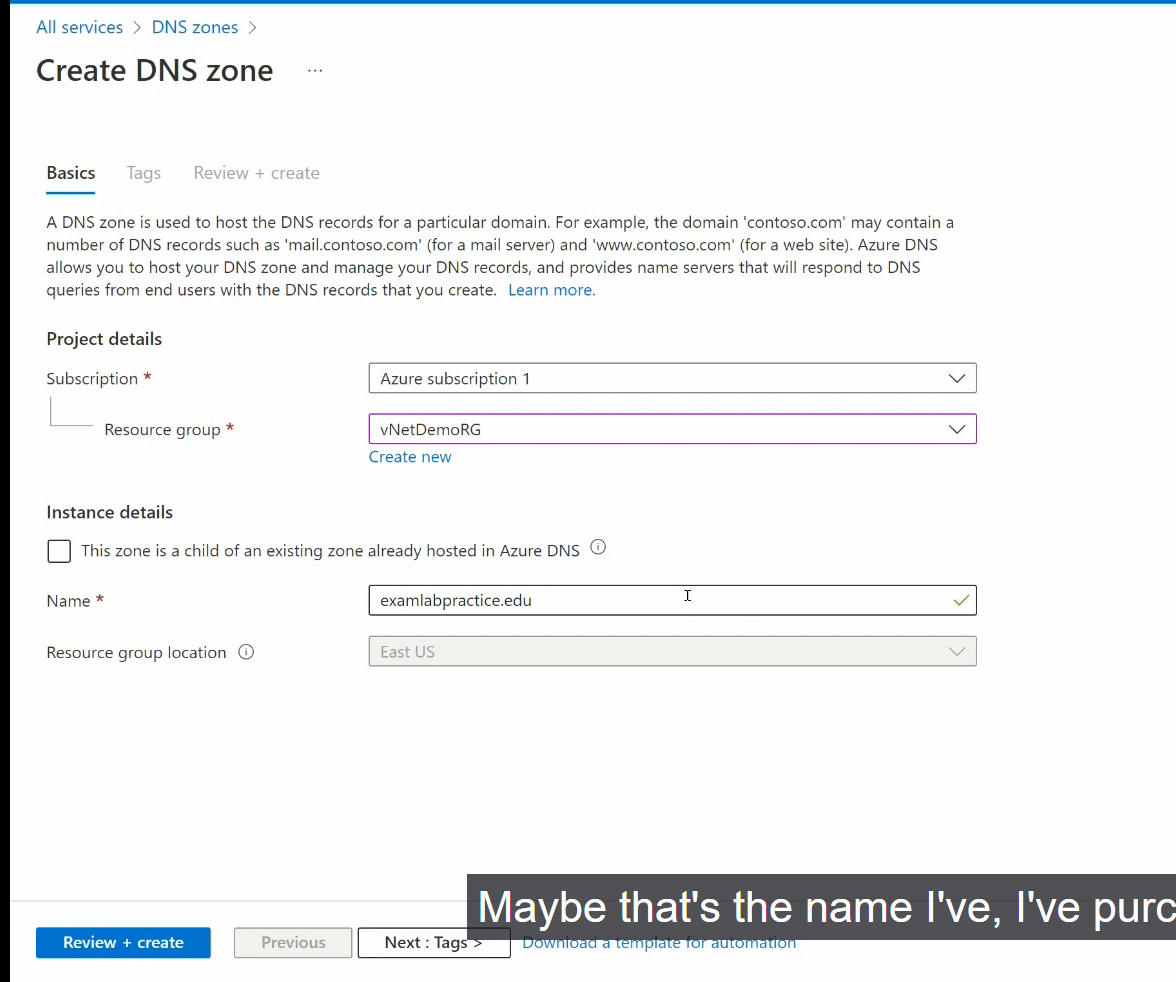 All services > DNS zones >
Create DNS zone ...
Basics Tags Review + create
A DNS zone is used to host the DNS records for a particular domain. For example, the domain 'contoso.com' may contain a
number of DNS records such as 'mail.contoso.com' (for a mail server) and 'www.contoso.com' (for a web site). Azure DNS
allows you to host your DNS zone and manage your DNS records, and provides name servers that will respond to DNS
queries from end users with the DNS records that you create. Learn more.
Project details
Subscription * Azure subscription 1
Resource group * vNetDemoRG
Create new
Instance details
This zone is a child of an existing zone already hosted in Azure DNS
Name * examlabpractice.edu
Resource group location East US
Maybe that's the name I've, I've purc
Review + create Previous Next : Tags > Download a template for automation